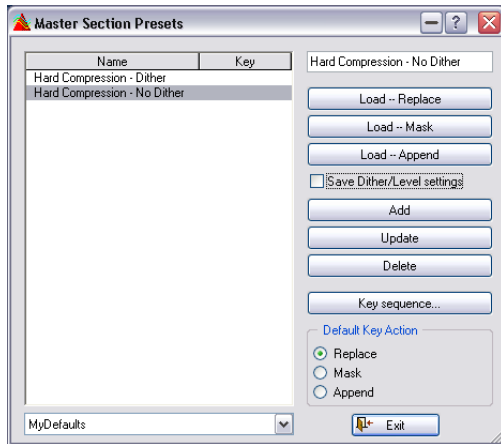 Master Section Presets
Name Key
Hard Compression - Dither
Hard Compression - No Dither
MyDefaults
Hard Compression - No Dither
Load -- Replace
Load -- Mask
Load -- Append
Save Dither/Level settings
Add
Update
Delete
Key sequence...
Default Key Action
Replace
Mask
Append
Exit